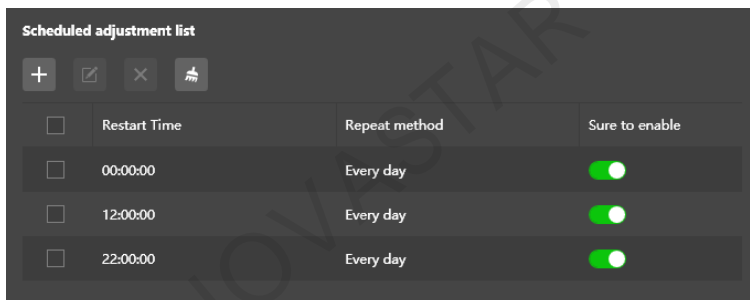 Scheduled adjustment list
Restart Time Repeat method Sure to enable
00:00:00 Every day
12:00:00 Every day
22:00:00 Every day
NOVASTAR